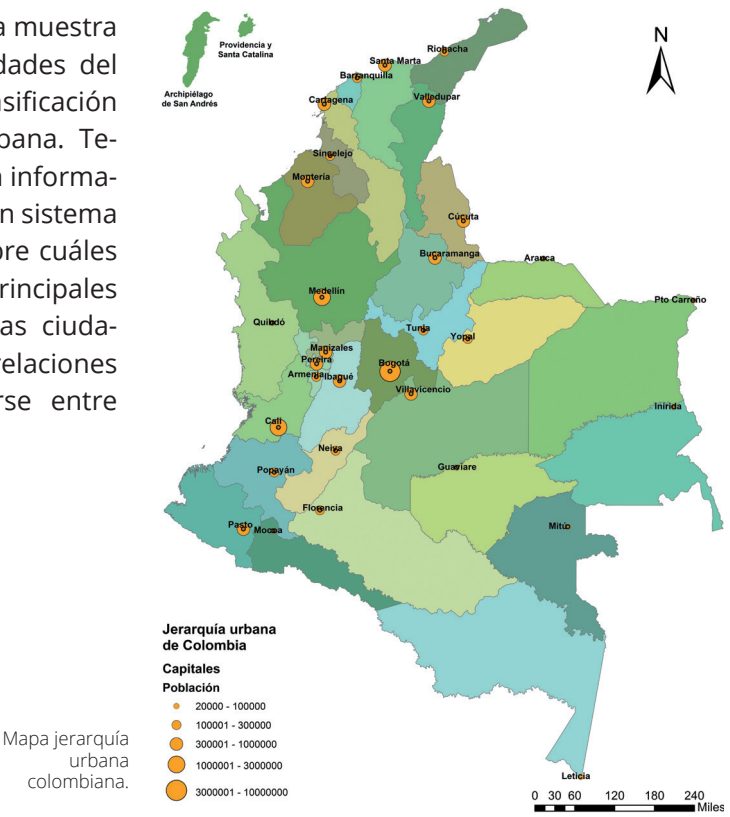 a muestra
dades del
nsificación
bana. Te-
n informa-
n sistema
bre cuáles
rincipales
as ciuda-
relaciones
rse entre
Providencia y
Santa Catalina
Archipiélago
de San Andrés
N
Riohacha
Santa Marta
Barranquilla
Cartagena
Valledupar
Sincelejo
Montería
Cúcuta
Bucaramanga
Arauca
Medellín
Pto Carreño
Quibdó
Tunja
Yopal
Manizales
Pereira
Bogotá
Armenia
Ibagué
Villavicencio
Inírida
Cali
Neiva
Guaviare
Popayán
Florencia
Pasto
Mocoa
Mitú
Leticia
Jerarquía urbana
de Colombia
Capitales
Población
20000 - 100000
100001 - 300000
300001 - 1000000
1000001 - 3000000
3000001 - 10000000
Mapa jerarquía
urbana
colombiana.
0 30 60 120 180 240
Miles